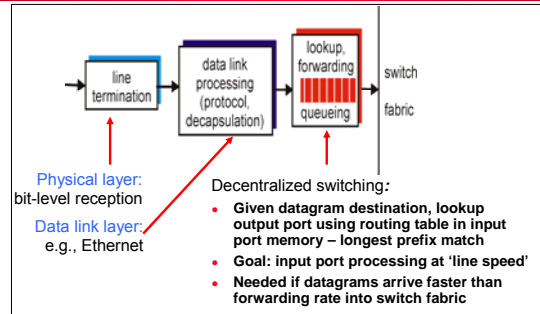 line
termination
data link
processing
(protocol,
decapsulation)
lookup,
forwarding
queueing
switch
fabric
Physical layer:
bit-level reception
Data link layer:
e.g., Ethernet
Decentralized switching:
• Given datagram destination, lookup
output port using routing table in input
port memory – longest prefix match
• Goal: input port processing at ‘line speed’
• Needed if datagrams arrive faster than
forwarding rate into switch fabric